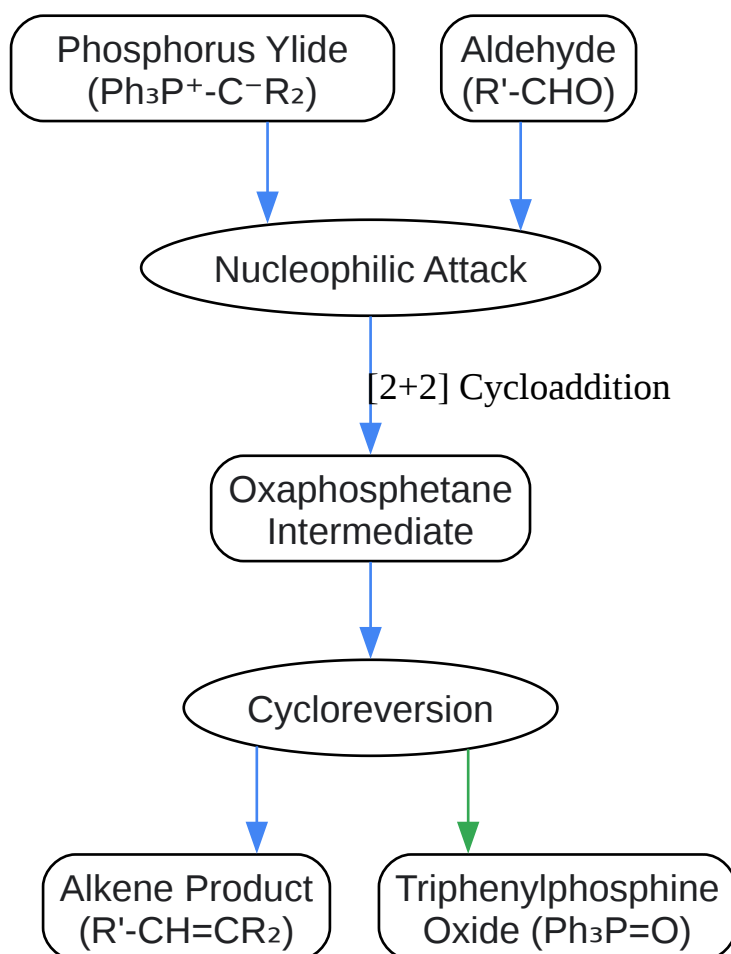 Phosphorus Ylide
(Ph₃P⁺-C⁻R₂)
Aldehyde
(R'-CHO)
Nucleophilic Attack
[2+2] Cycloaddition
Oxaphosphetane
Intermediate
Cycloreversion
Alkene Product
(R'-CH=CR₂)
Triphenylphosphine
Oxide (Ph₃P=O)